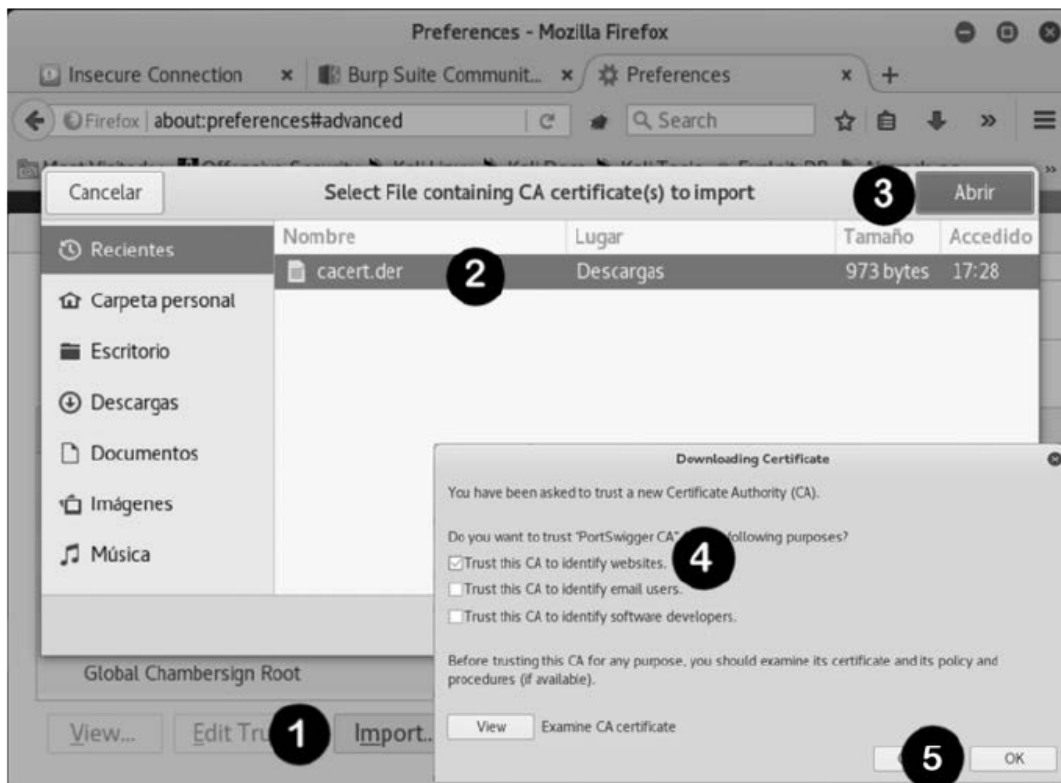 Preferences - Mozilla Firefox
Insecure Connection
Burp Suite Communit...
Preferences
Firefox about:preferences#advanced
Search
Cancelar
Select File containing CA certificate(s) to import
3
Abrir
Recientes
Nombre
Lugar
Tamaño
Accedido
cacert.der
2
Descargas
973 bytes
17:28
Carpeta personal
Escritorio
Descargas
Documentos
Imágenes
Música
Downloading Certificate
You have been asked to trust a new Certificate Authority (CA).
Do you want to trust "PortSwigger CA" following purposes?
Trust this CA to identify websites.
4
Trust this CA to identify email users.
Trust this CA to identify software developers.
Before trusting this CA for any purpose, you should examine its certificate and its policy and
procedures (if available).
View
Examine CA certificate
5
OK
Global Chambersign Root
View...
Edit
1
Import..